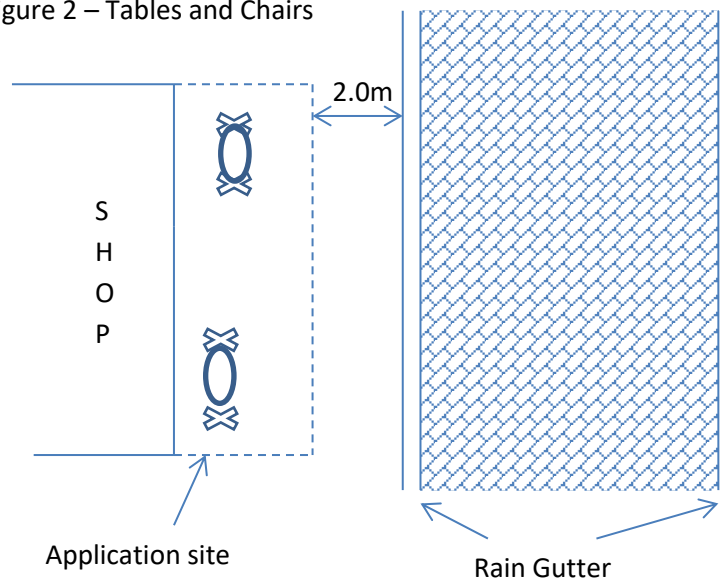 gure 2 – Tables and Chairs
2.0m
S
H
O
P
Application site
Rain Gutter